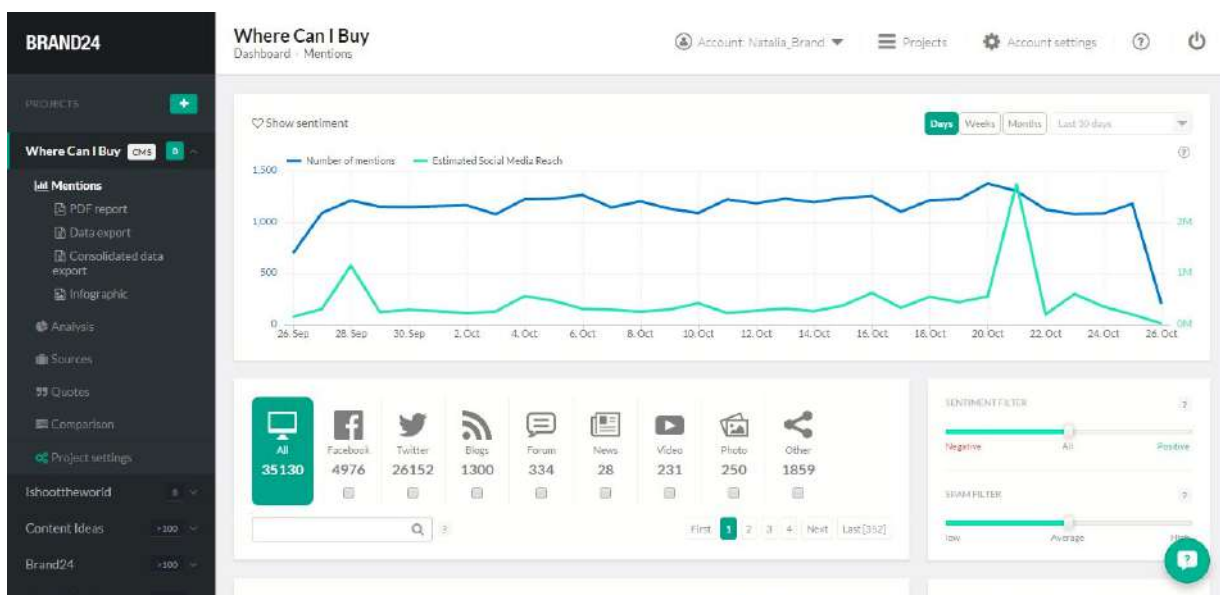 BRAND24
Where Can I Buy
Dashboard - Mentions
Account: Natalia_Brand
Projects
Account settings
?
PROJECTS
+
Where Can I Buy CMS 0
Mentions
PDF report
Data export
Consolidated data
export
Infographic
Analysis
Sources
Quotes
Comparison
Project settings
Ishoottheworld 0
Content Ideas +100
Brand24 +100
Show sentiment
Days Weeks Months Last 30 days
Number of mentions Estimated Social Media Reach
?
1,500
1,000
500
0
2M
1M
0M
26. Sep 28. Sep 30. Sep 2. Oct 4. Oct 6. Oct 8. Oct 10. Oct 12. Oct 14. Oct 16. Oct 18. Oct 20. Oct 22. Oct 24. Oct 26. Oct
All Facebook Twitter Blogs Forum News Video Photo Other
35130 4976 26152 1300 334 28 231 250 1859
First 1 2 3 4 Next Last [352]
SENTIMENT FILTER ?
Negative All Positive
SPAM FILTER ?
low Average High
?